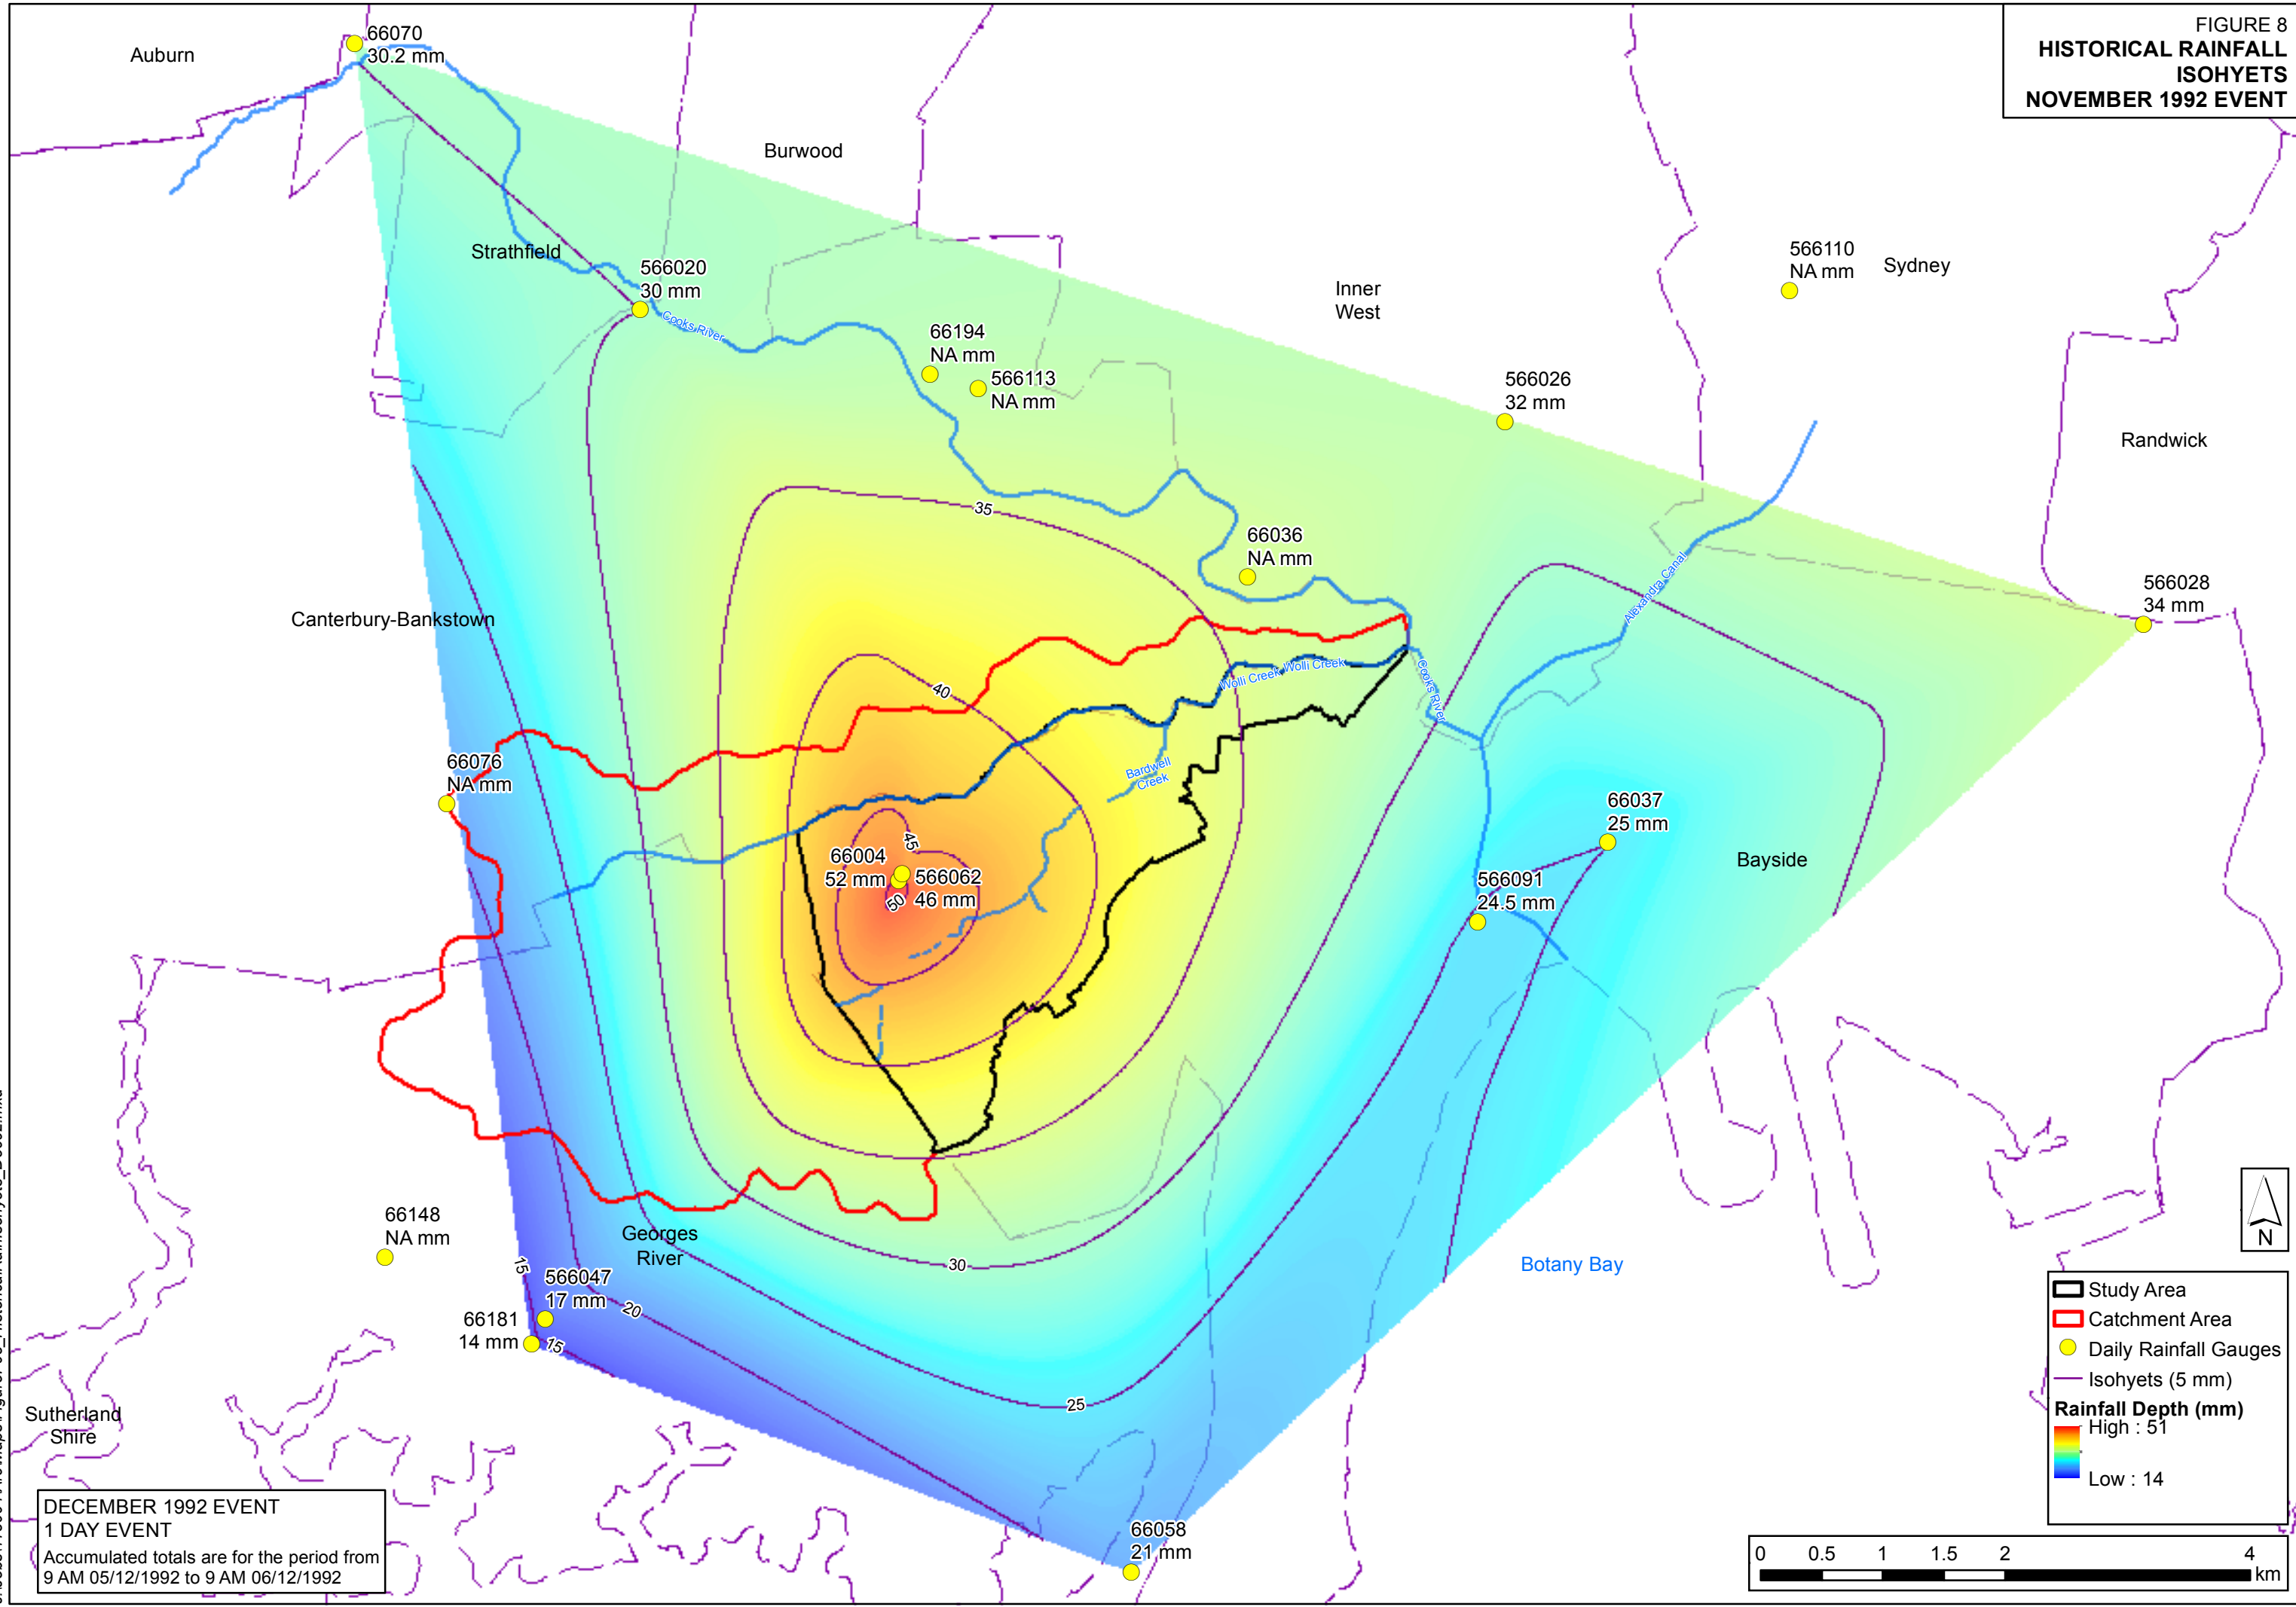 FIGURE 8
HISTORICAL RAINFALL
ISOHYETS
NOVEMBER 1992 EVENT
Auburn
66070
30.2 mm
Burwood
Strathfield
566020
30 mm
Cooks River
566110
NA mm
Sydney
Inner
West
66194
NA mm
566113
NA mm
566026
32 mm
Randwick
35
66036
NA mm
Alexandra Canal
566028
34 mm
Canterbury-Bankstown
Wolli Creek
Wolli Creek
Cooks River
40
66076
NA mm
Bardwell
Creek
66037
25 mm
45
66004
52 mm
566062
46 mm
50
Bayside
566091
24.5 mm
66148
NA mm
Georges
River
30
Botany Bay
15
566047
17 mm
20
66181
14 mm
15
25
Sutherland
Shire
66058
21 mm
N
Study Area
Catchment Area
Daily Rainfall Gauges
Isohyets (5 mm)
Rainfall Depth (mm)
High : 51
Low : 14
DECEMBER 1992 EVENT
1 DAY EVENT
Accumulated totals are for the period from
9 AM 05/12/1992 to 9 AM 06/12/1992
0 0.5 1 1.5 2 4
km